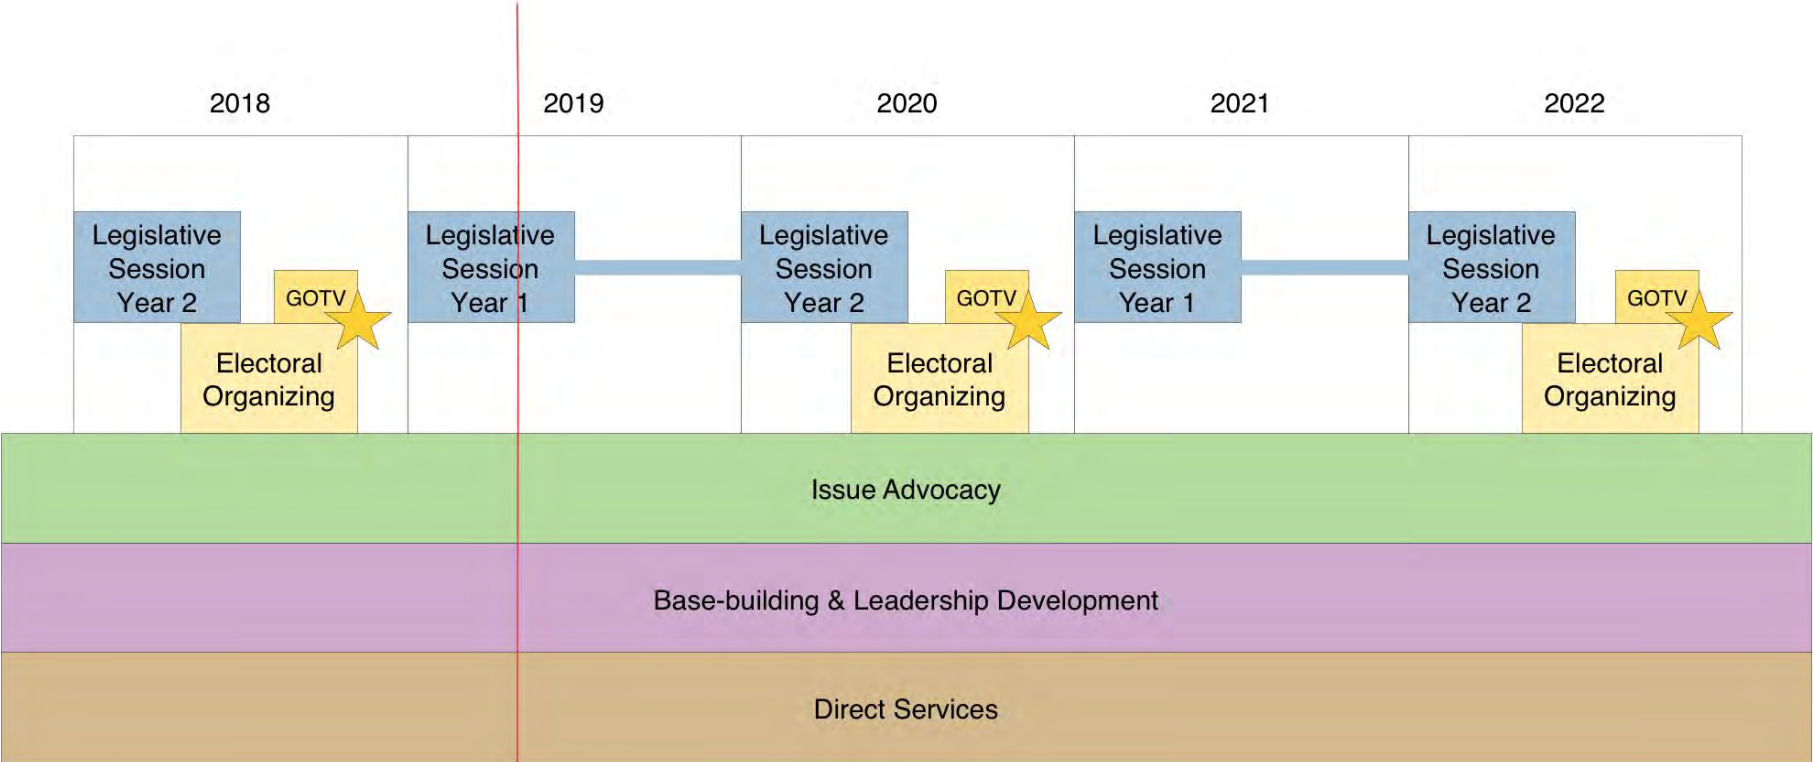 2018
2019
2020
2021
2022
Legislative
Session
Year 2
GOTV
Electoral
Organizing
Legislative
Session
Year 1
Legislative
Session
Year 2
GOTV
Electoral
Organizing
Legislative
Session
Year 1
Legislative
Session
Year 2
GOTV
Electoral
Organizing
Issue Advocacy
Base-building & Leadership Development
Direct Services